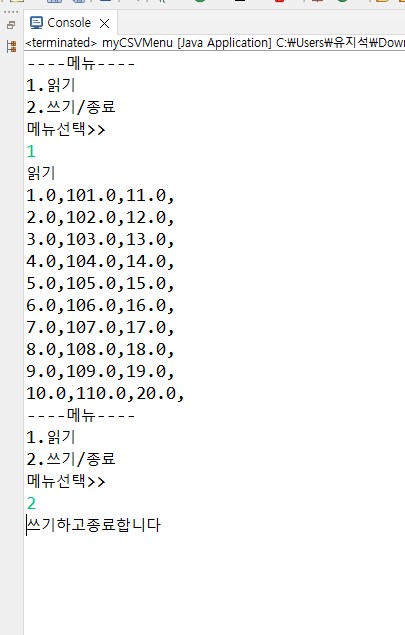 Console
<terminated> myCSVMenu [Java Application] C:₩Users₩유지석₩Down
----메뉴----
1.읽기
2.쓰기/종료
메뉴선택>>
1
읽기
1.0,101.0,11.0,
2.0,102.0,12.0,
3.0,103.0,13.0,
4.0,104.0,14.0,
5.0,105.0,15.0,
6.0,106.0,16.0,
7.0,107.0,17.0,
8.0,108.0,18.0,
9.0,109.0,19.0,
10.0,110.0,20.0,
----메뉴----
1.읽기
2.쓰기/종료
메뉴선택>>
2
쓰기하고종료합니다